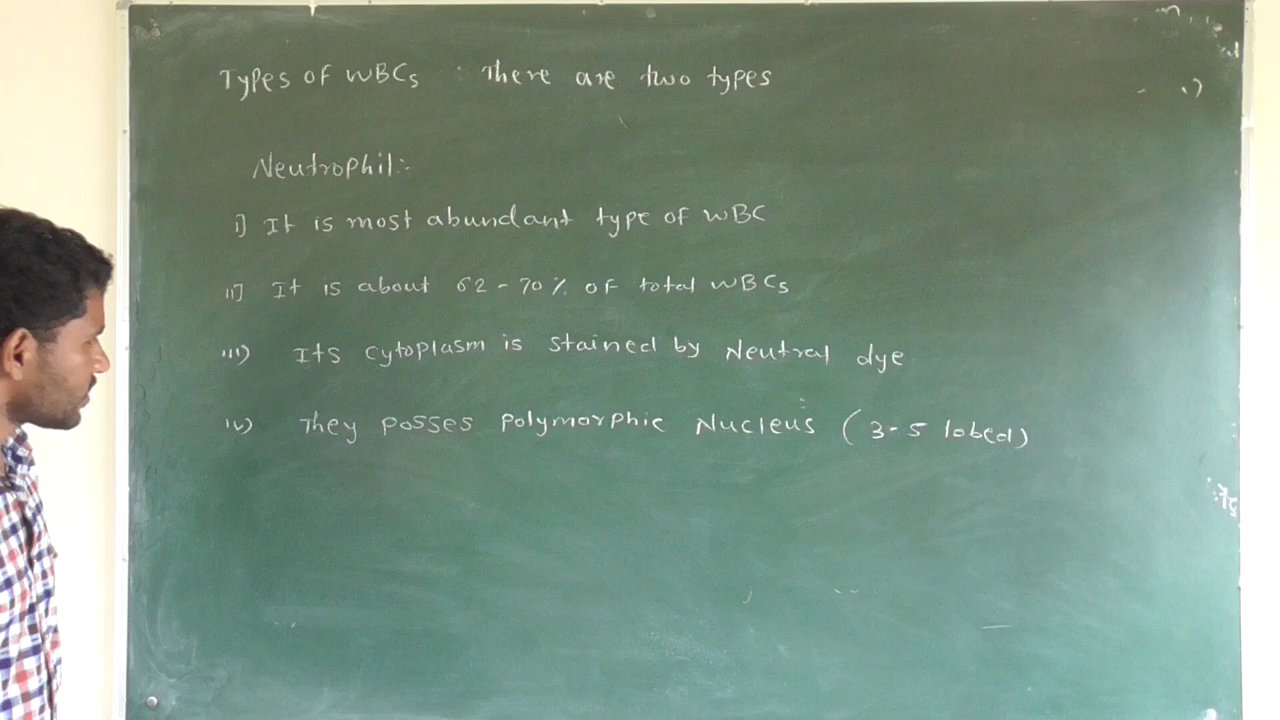 Types of WBCs : There are two types
Neutrophil:-
i] It is most abundant type of WBC
ii] It is about 62-70% of total WBCs
iii) Its cytoplasm is stained by Neutral dye
iv) They posses polymorphic Nucleus (3-5 lobed)